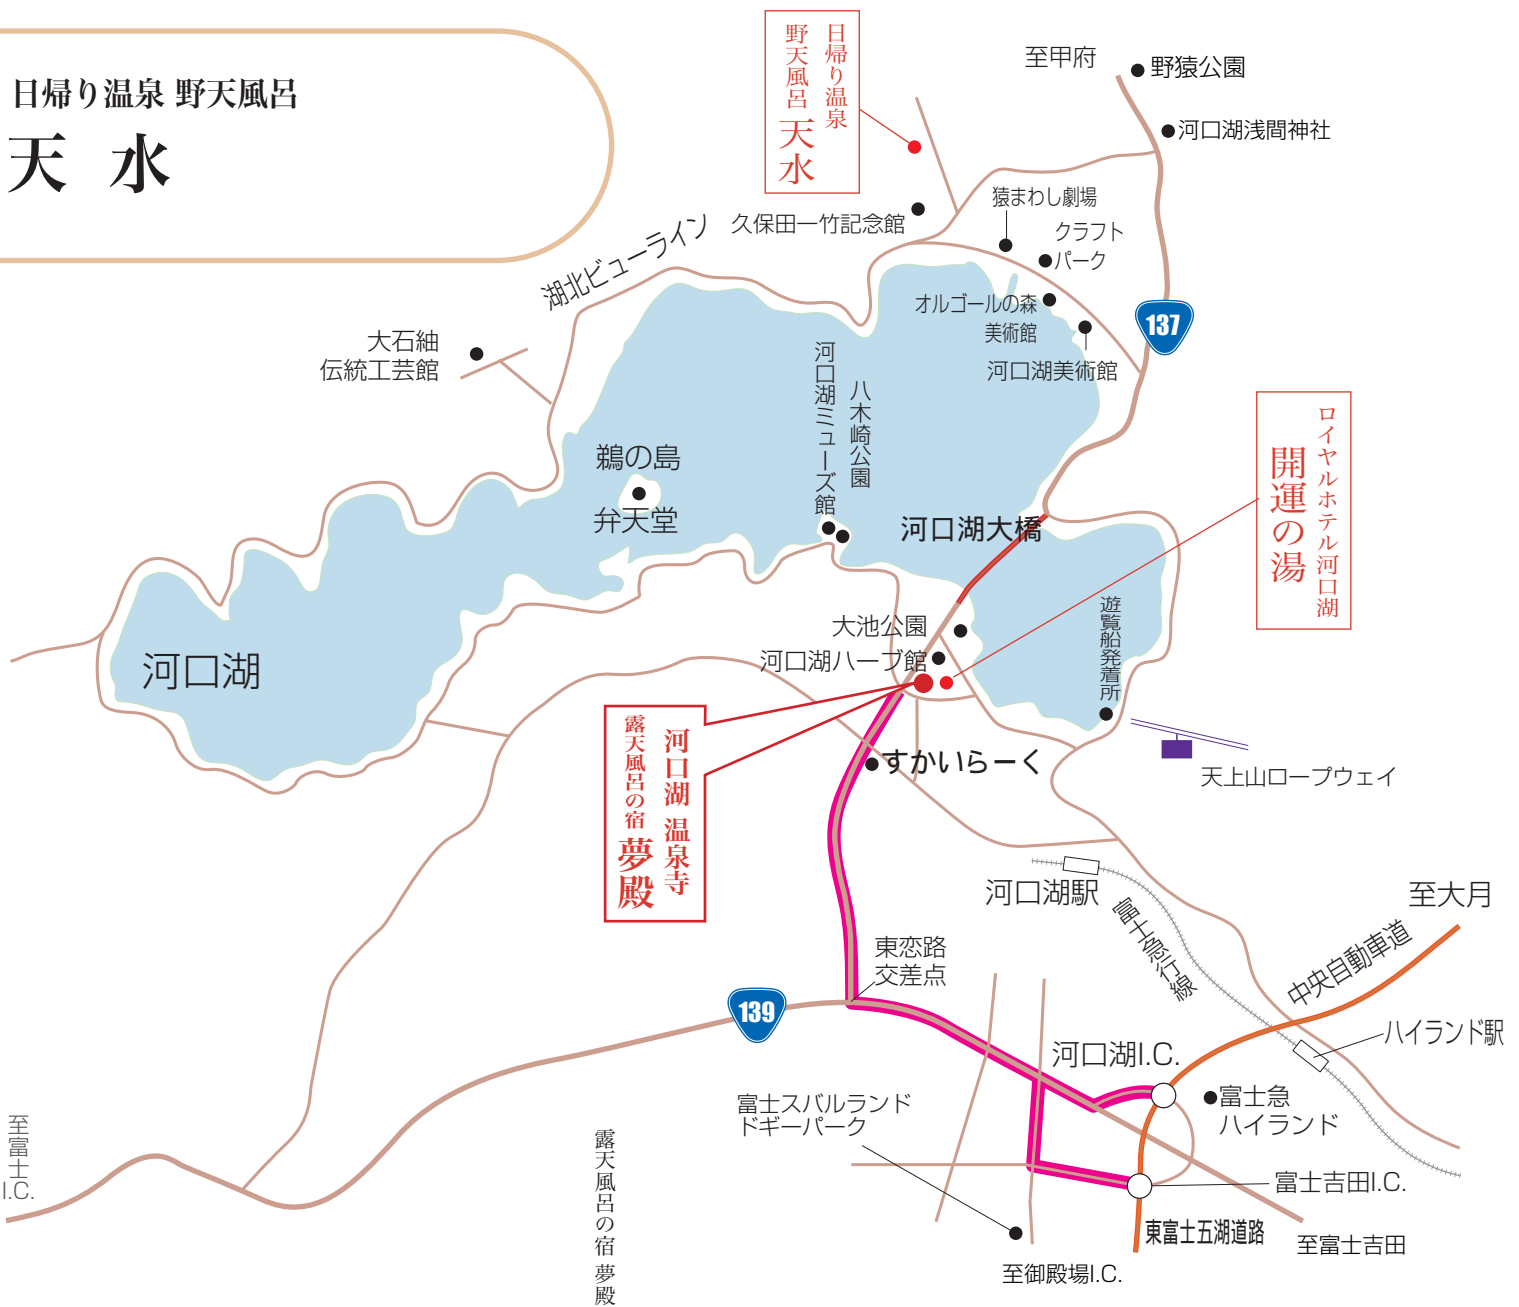 日帰り温泉 野天風呂
天 水
日帰り温泉
野天風呂 天水
至甲府
野猿公園
河口湖浅間神社
猿まわし劇場
久保田一竹記念館
クラフト
パーク
湖北ビューライン
オルゴールの森
美術館
137
大石紬
伝統工芸館
河口湖美術館
河口湖ミューズ館
八木崎公園
ロイヤルホテル河口湖
開運の湯
鵜の島
弁天堂
河口湖大橋
大池公園
河口湖ハーブ館
遊覧船発着所
河口湖
河口湖 温泉寺
露天風呂の宿 夢殿
すかいらーく
天上山ロープウェイ
河口湖駅
至大月
富士急行線
中央自動車道
東恋路
交差点
139
河口湖I.C.
ハイランド駅
富士スバルランド
ドギーパーク
富士急
ハイランド
至富士I.C.
露天風呂の宿 夢殿
富士吉田I.C.
東富士五湖道路
至富士吉田
至御殿場I.C.